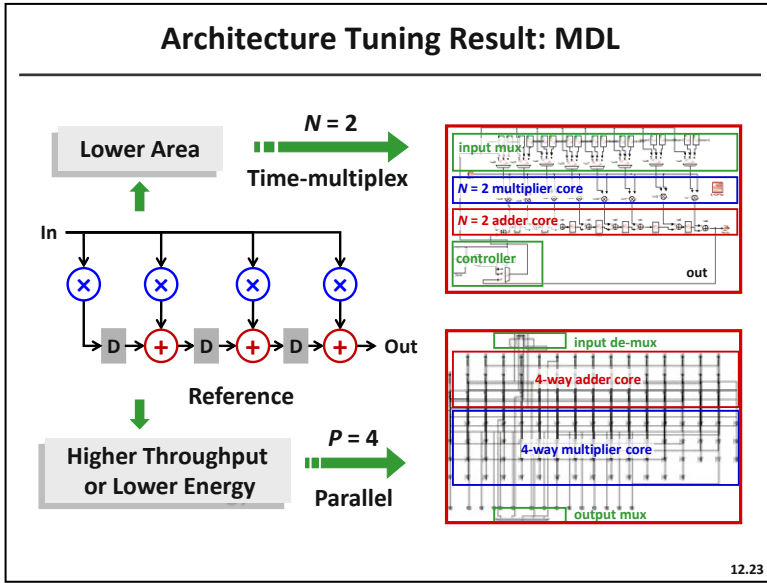 Architecture Tuning Result: MDL
Lower Area
N = 2
Time-multiplex
input mux
N = 2 multiplier core
N = 2 adder core
controller
out
In
× × × ×
D + D + D +
Out
Reference
Higher Throughput
or Lower Energy
P = 4
Parallel
input de-mux
4-way adder core
4-way multiplier core
output mux
12.23